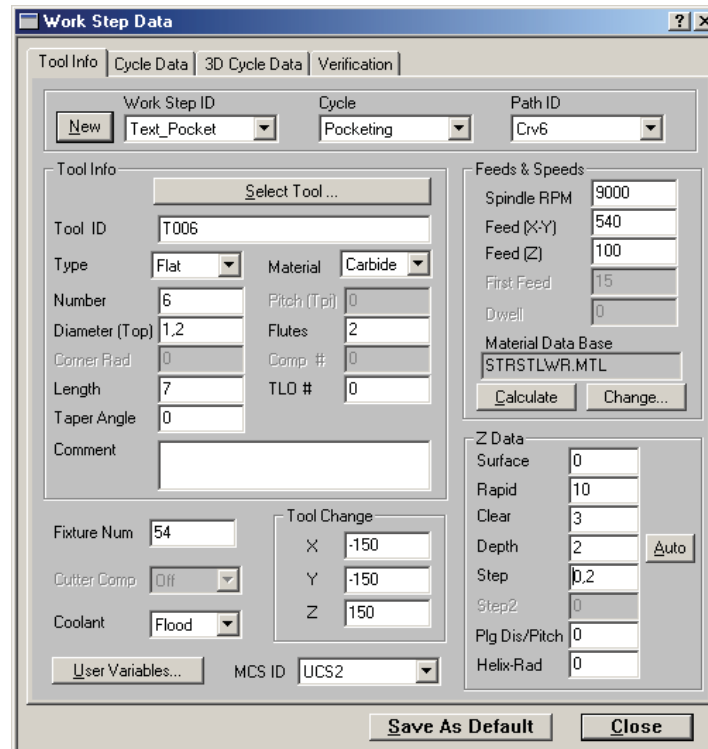 Work Step Data
Tool Info Cycle Data 3D Cycle Data Verification
Work Step ID Cycle Path ID
New Text_Pocket Pocketing Crv6
Tool Info
Select Tool ...
Tool ID T006
Type Flat Material Carbide
Number 6 Pitch (Tpi) 0
Diameter (Top) 1,2 Flutes 2
Corner Rad 0 Comp # 0
Length 7 TLO # 0
Taper Angle 0
Comment
Feeds & Speeds
Spindle RPM 9000
Feed (X-Y) 540
Feed (Z) 100
First Feed 15
Dwell 0
Material Data Base
STRSTLWR.MTL
Calculate Change...
Fixture Num 54
Cutter Comp Off
Coolant Flood
Tool Change
X -150
Y -150
Z 150
Z Data
Surface 0
Rapid 10
Clear 3
Depth 2
Auto
Step 0,2
Step2 0
Plg Dis/Pitch 0
Helix-Rad 0
User Variables... MCS ID UCS2
Save As Default Close